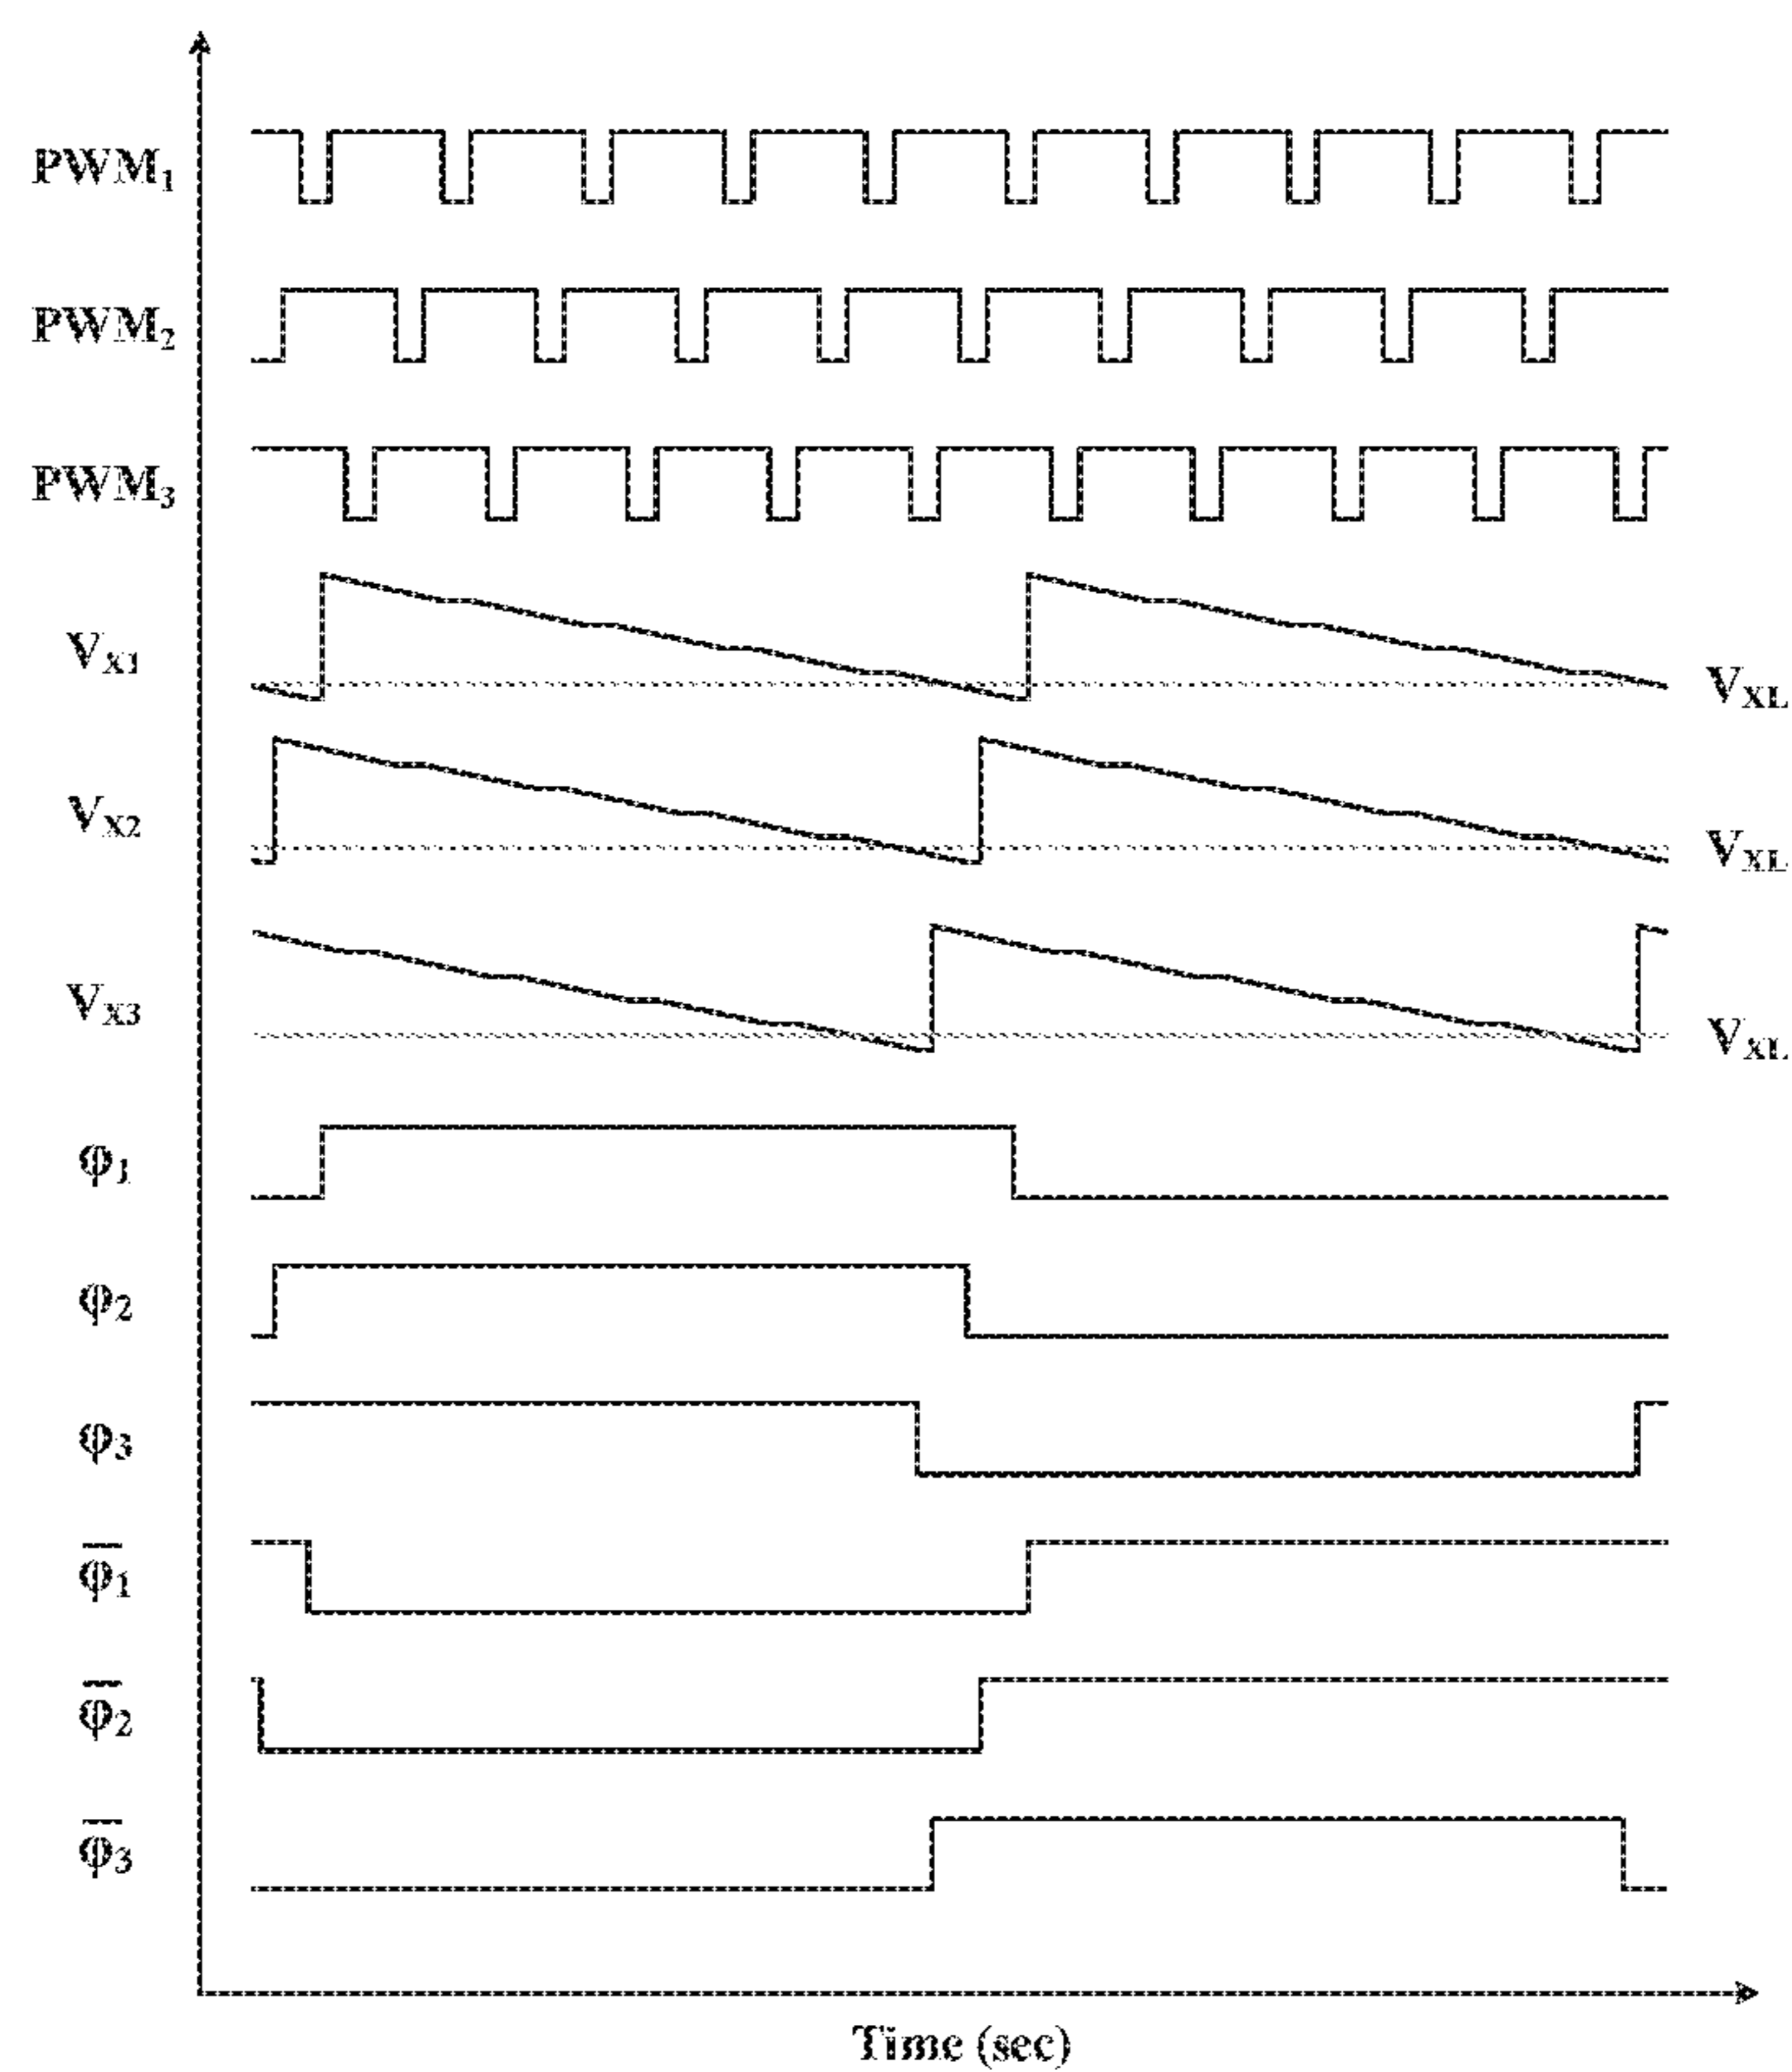 PWM₁
PWM₂
PWM₃
V_X1
V_XL
V_X2
V_XL
V_X3
V_XL
φ₁
φ₂
φ₃
φ̅₁
φ̅₂
φ̅₃
Time (sec)